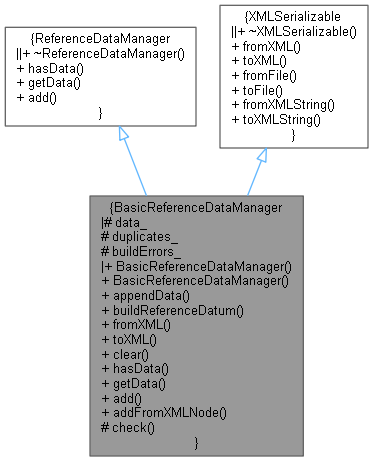 {ReferenceDataManager
||+ ~ReferenceDataManager()
+ hasData()
+ getData()
+ add()
}
{XMLSerializable
||+ ~XMLSerializable()
+ fromXML()
+ toXML()
+ fromFile()
+ toFile()
+ fromXMLString()
+ toXMLString()
}
{BasicReferenceDataManager
|# data_
# duplicates_
# buildErrors_
|+ BasicReferenceDataManager()
+ BasicReferenceDataManager()
+ appendData()
+ buildReferenceDatum()
+ fromXML()
+ toXML()
+ clear()
+ hasData()
+ getData()
+ add()
+ addFromXMLNode()
# check()
}